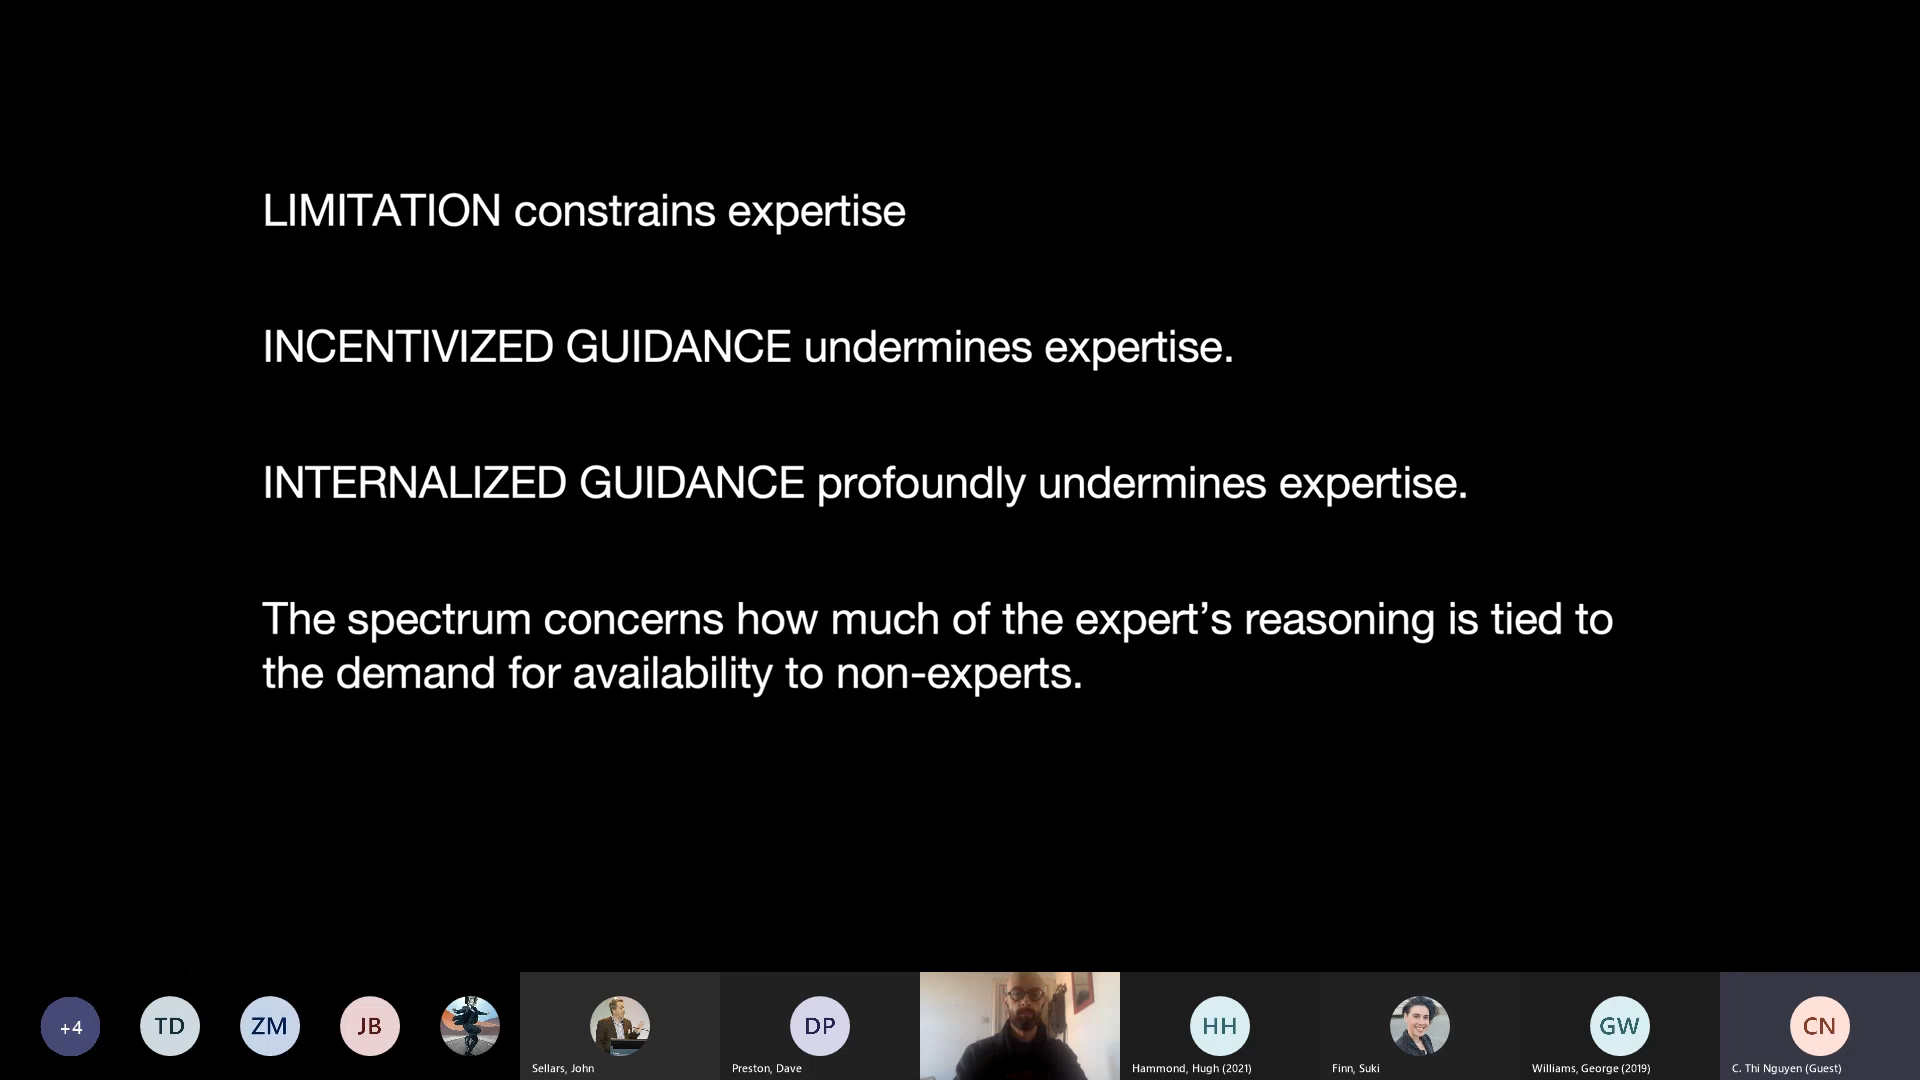 LIMITATION constrains expertise
INCENTIVIZED GUIDANCE undermines expertise.
INTERNALIZED GUIDANCE profoundly undermines expertise.
The spectrum concerns how much of the expert’s reasoning is tied to
the demand for availability to non-experts.
+4
TD
ZM
JB
DP
HH
GW
CN
Sellars, John
Preston, Dave
Hammond, Hugh (2021)
Finn, Suki
Williams, George (2019)
C. Thi Nguyen (Guest)